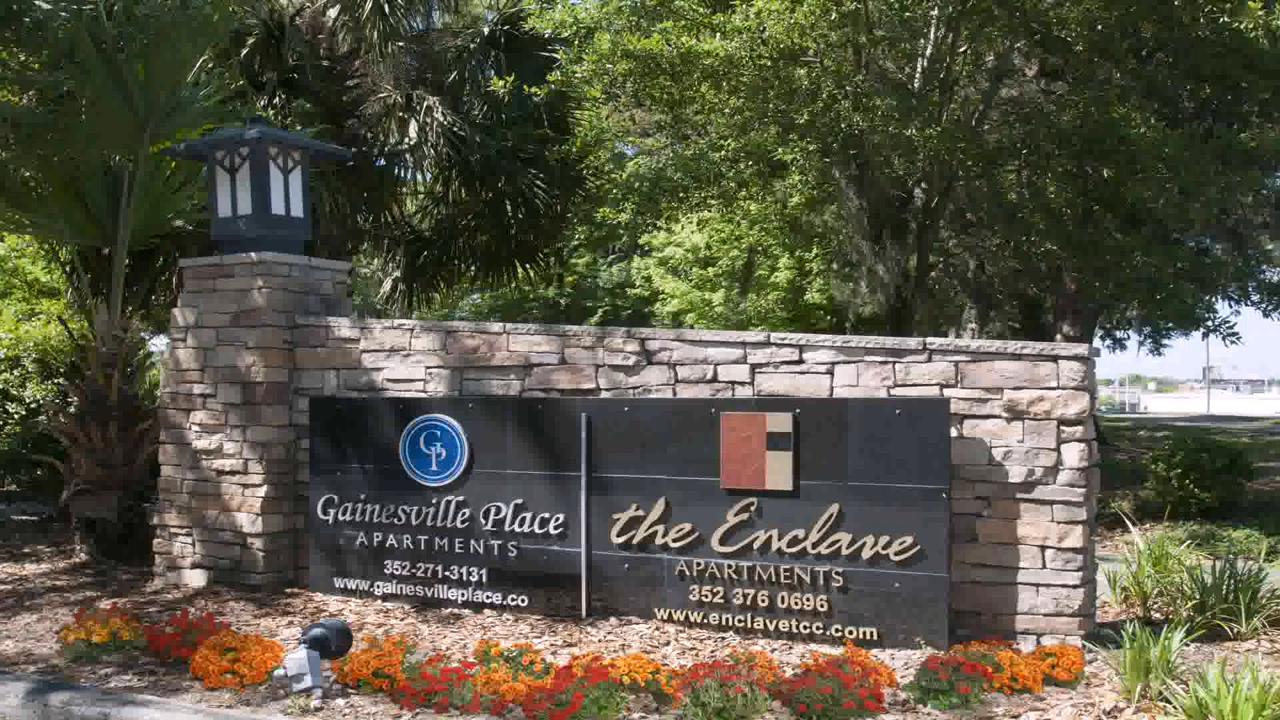 GP
Gainesville Place
APARTMENTS
352-271-3131
www.gainesvilleplace.co
the Enclave
APARTMENTS
352 376 0696
www.enclavetcc.com